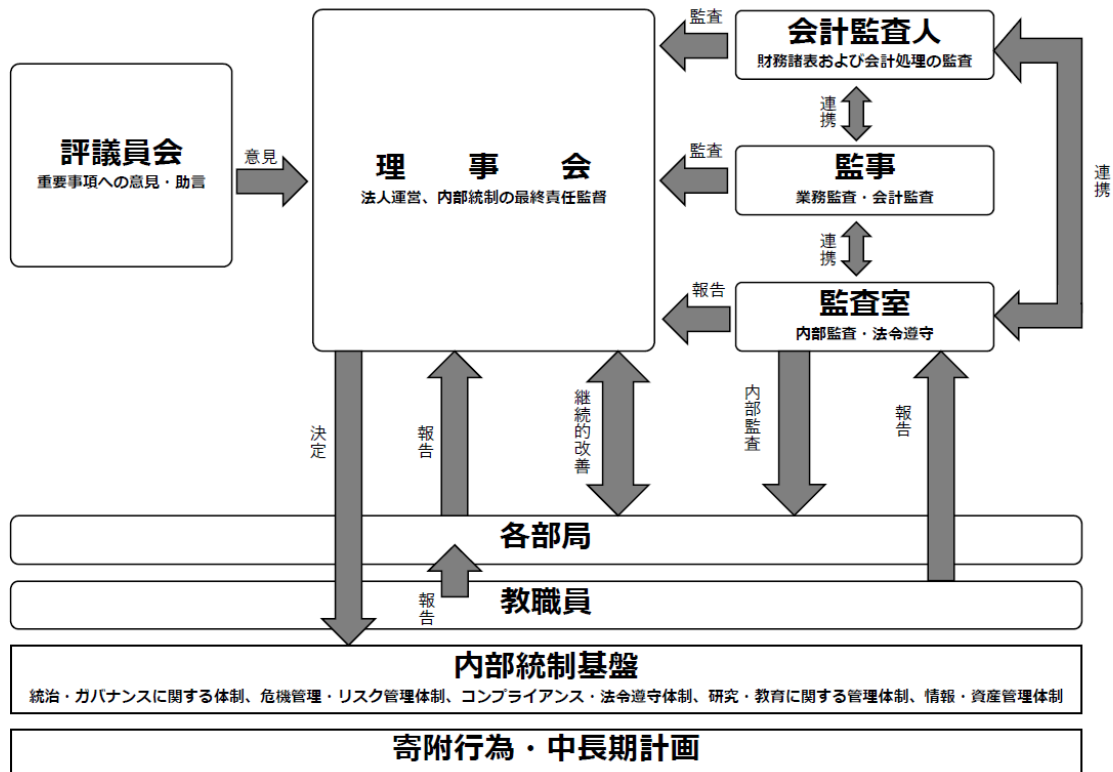 監査
会計監査人
財務諸表および会計処理の監査
連携
評議員会
重要事項への意見・助言
意見
理事会
法人運営、内部統制の最終責任監督
監査
監事
業務監査・会計監査
連携
連携
報告
監査室
内部監査・法令遵守
決定
報告
継続的改善
内部監査
報告
各部局
報告
教職員
内部統制基盤
統治・ガバナンスに関する体制、危機管理・リスク管理体制、コンプライアンス・法令遵守体制、研究・教育に関する管理体制、情報・資産管理体制
寄附行為・中長期計画